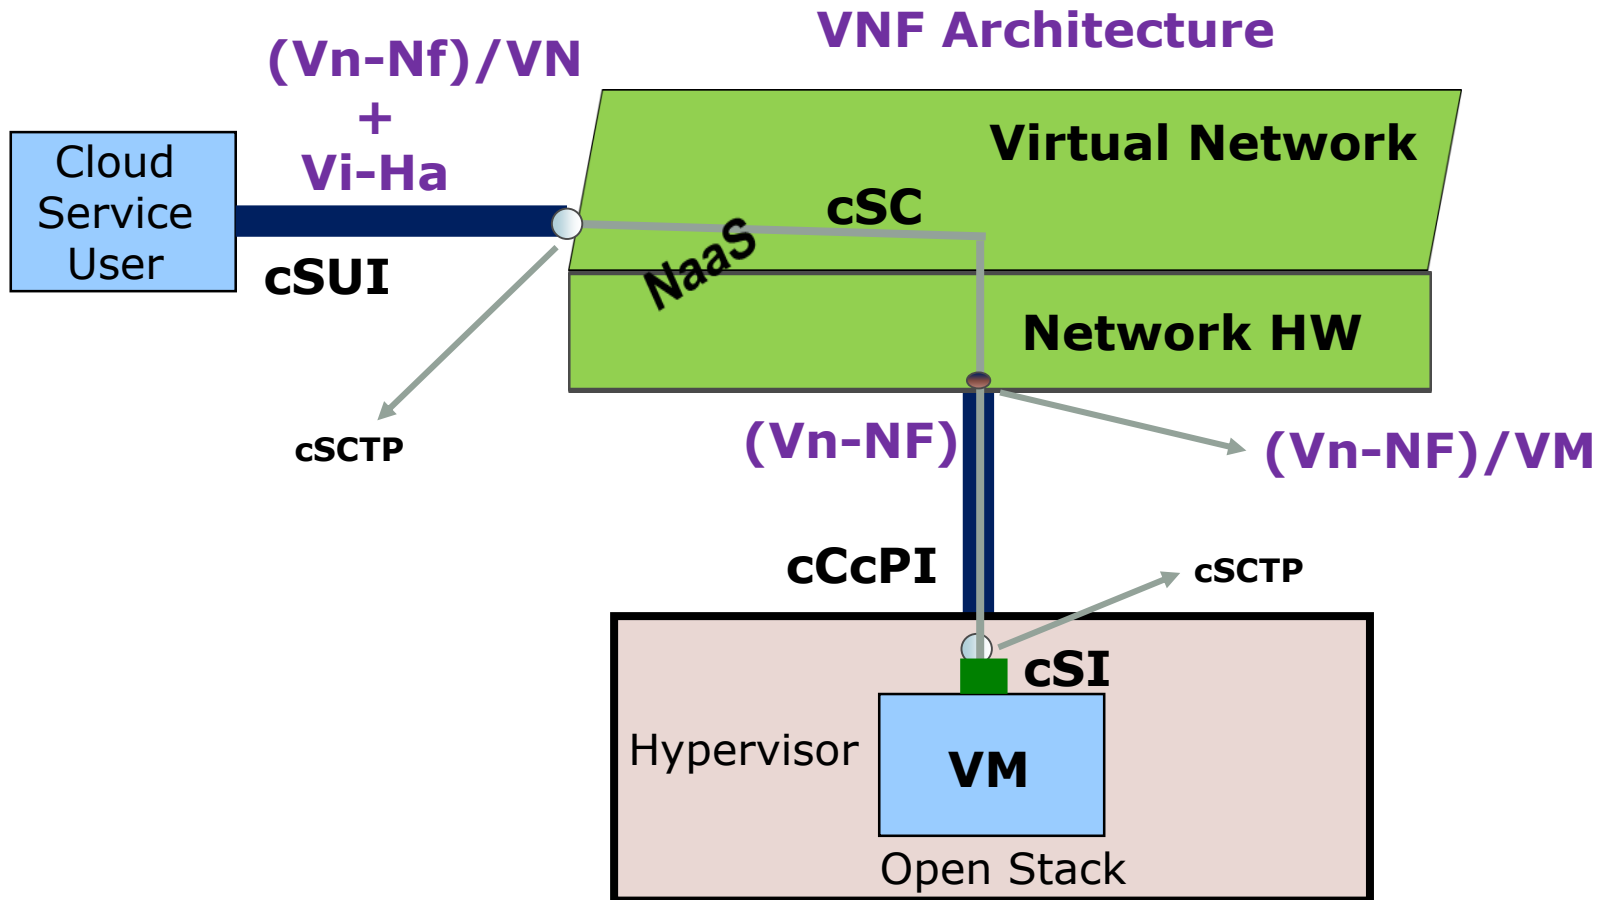 VNF Architecture
(Vn-Nf)/VN
+
Vi-Ha
Cloud
Service
User
cSUI
Virtual Network
cSC
NaaS
Network HW
cSCTP
(Vn-NF)
(Vn-NF)/VM
cCcPI
cSCTP
cSI
Hypervisor
VM
Open Stack